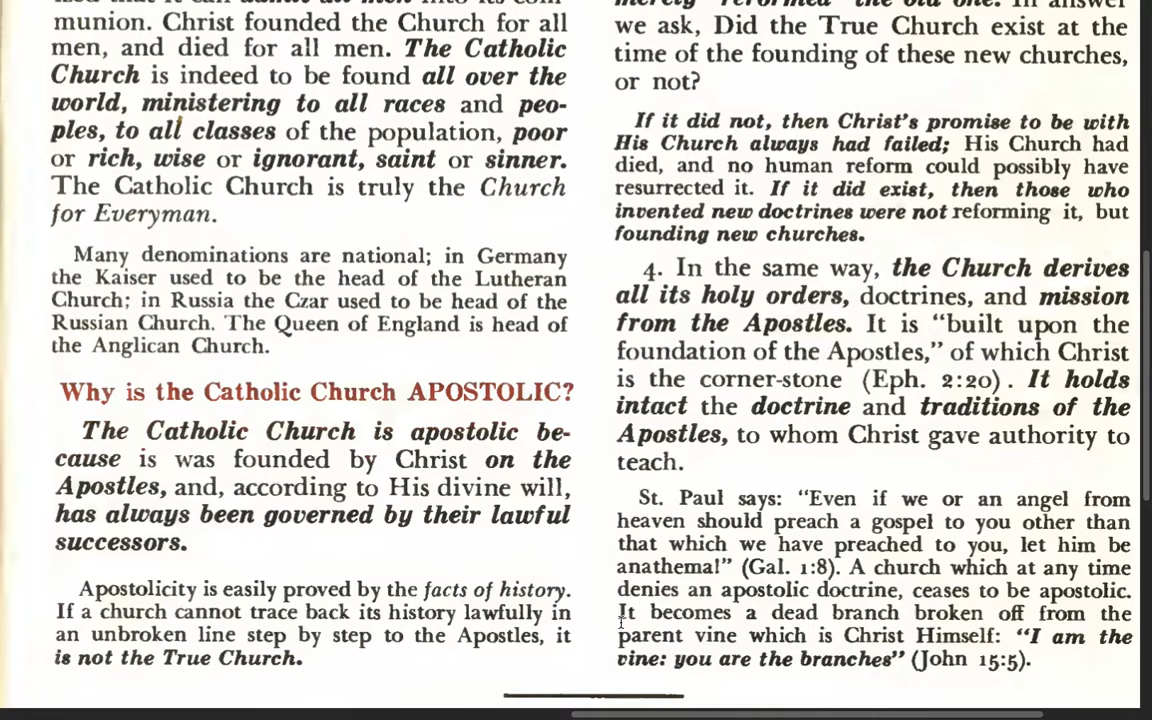 munion. Christ founded the Church for all
men, and died for all men. The Catholic
Church is indeed to be found all over the
world, ministering to all races and peo-
ples, to all classes of the population, poor
or rich, wise or ignorant, saint or sinner.
The Catholic Church is truly the Church
for Everyman.
Many denominations are national; in Germany
the Kaiser used to be the head of the Lutheran
Church; in Russia the Czar used to be head of the
Russian Church. The Queen of England is head of
the Anglican Church.
Why is the Catholic Church APOSTOLIC?
The Catholic Church is apostolic be-
cause is was founded by Christ on the
Apostles, and, according to His divine will,
has always been governed by their lawful
successors.
Apostolicity is easily proved by the facts of history.
If a church cannot trace back its history lawfully in
an unbroken line step by step to the Apostles, it
is not the True Church.
merely "reformed" the old one. In answer
we ask, Did the True Church exist at the
time of the founding of these new churches,
or not?
If it did not, then Christ's promise to be with
His Church always had failed; His Church had
died, and no human reform could possibly have
resurrected it. If it did exist, then those who
invented new doctrines were not reforming it, but
founding new churches.
4. In the same way, the Church derives
all its holy orders, doctrines, and mission
from the Apostles. It is "built upon the
foundation of the Apostles," of which Christ
is the corner-stone (Eph. 2:20). It holds
intact the doctrine and traditions of the
Apostles, to whom Christ gave authority to
teach.
St. Paul says: "Even if we or an angel from
heaven should preach a gospel to you other than
that which we have preached to you, let him be
anathema!" (Gal. 1:8). A church which at any time
denies an apostolic doctrine, ceases to be apostolic.
It becomes a dead branch broken off from the
parent vine which is Christ Himself: "I am the
vine: you are the branches" (John 15:5).